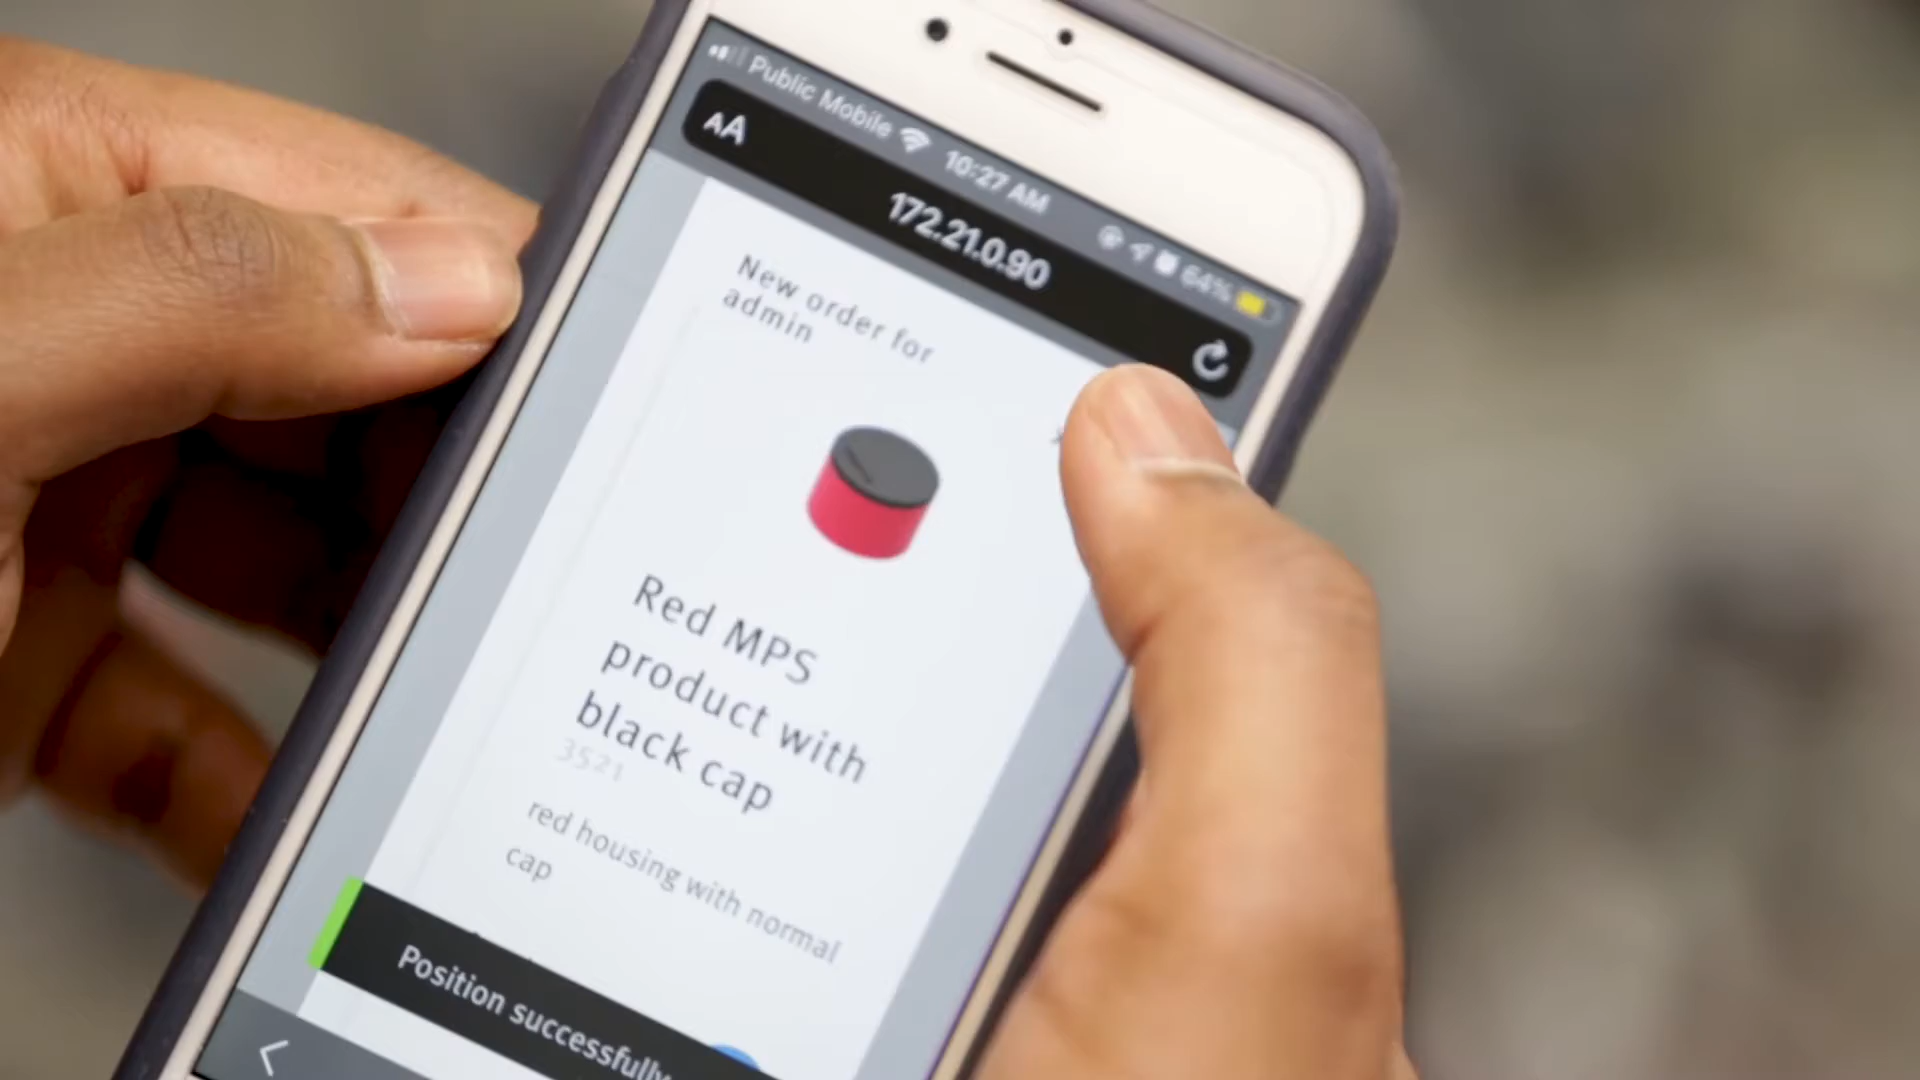 Public Mobile 10:27 AM 64%
AA
172.21.0.90
New order for
admin
Red MPS
product with
black cap
3521
red housing with normal
cap
Position successfully